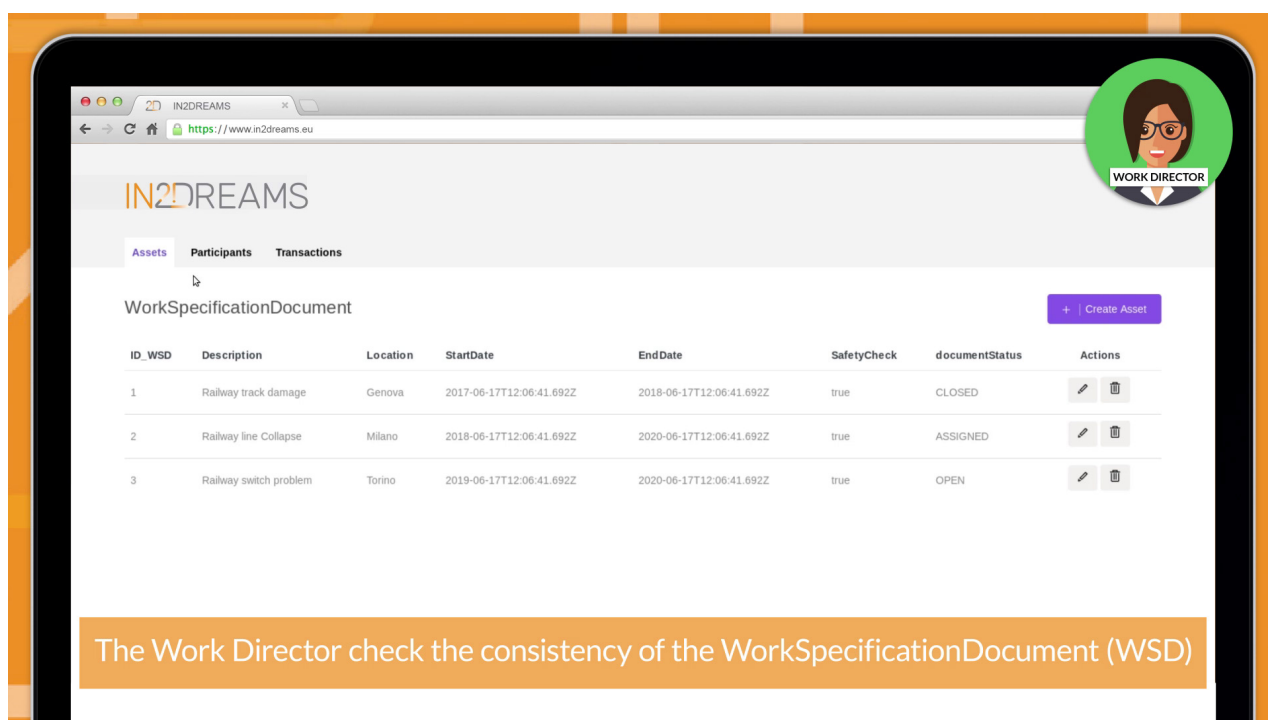 2D IN2DREAMS ×
https://www.in2dreams.eu
WORK DIRECTOR
IN2DREAMS
Assets Participants Transactions
WorkSpecificationDocument
+ | Create Asset
ID_WSD Description Location StartDate EndDate SafetyCheck documentStatus Actions
1 Railway track damage Genova 2017-06-17T12:06:41.692Z 2018-06-17T12:06:41.692Z true CLOSED
2 Railway line Collapse Milano 2018-06-17T12:06:41.692Z 2020-06-17T12:06:41.692Z true ASSIGNED
3 Railway switch problem Torino 2019-06-17T12:06:41.692Z 2020-06-17T12:06:41.692Z true OPEN
The Work Director check the consistency of the WorkSpecificationDocument (WSD)